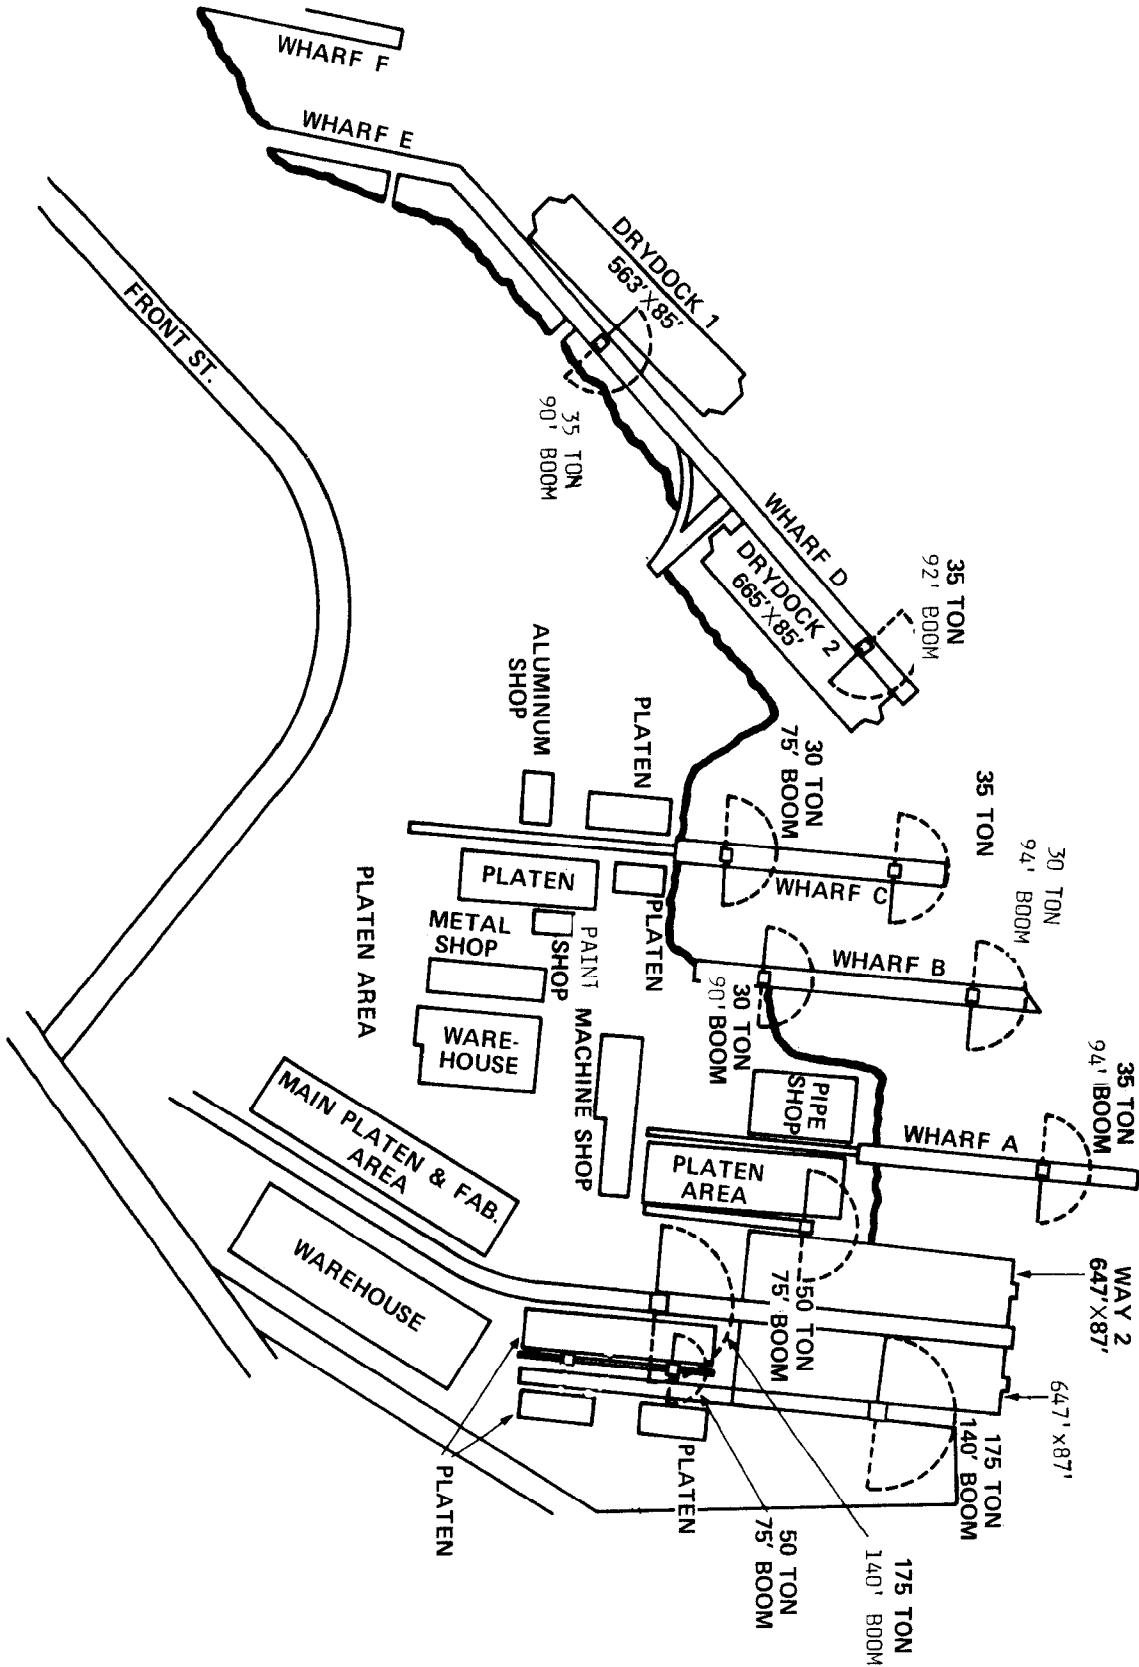 WHARF F
WHARF E
DRYDOCK 1
563' X 85'
FRONT ST.
35 TON
90' BOOM
WHARF D
DRYDOCK 2
665' X 85'
35 TON
92' BOOM
ALUMINUM
SHOP
PLATEN
30 TON
75' BOOM
35 TON
30 TON
94' BOOM
PLATEN
WHARF C
PLATEN AREA
METAL
SHOP
PAINT
SHOP
PLATEN
WHARF B
30 TON
90' BOOM
WARE-
HOUSE
MACHINE SHOP
PIPE
SHOP
35 TON
94' BOOM
WHARF A
MAIN PLATEN & FAB.
AREA
PLATEN
AREA
WAREHOUSE
50 TON
75' BOOM
WAY 2
647' X 87'
647' X 87'
175 TON
140' BOOM
PLATEN
PLATEN
50 TON
75' BOOM
175 TON
140' BOOM